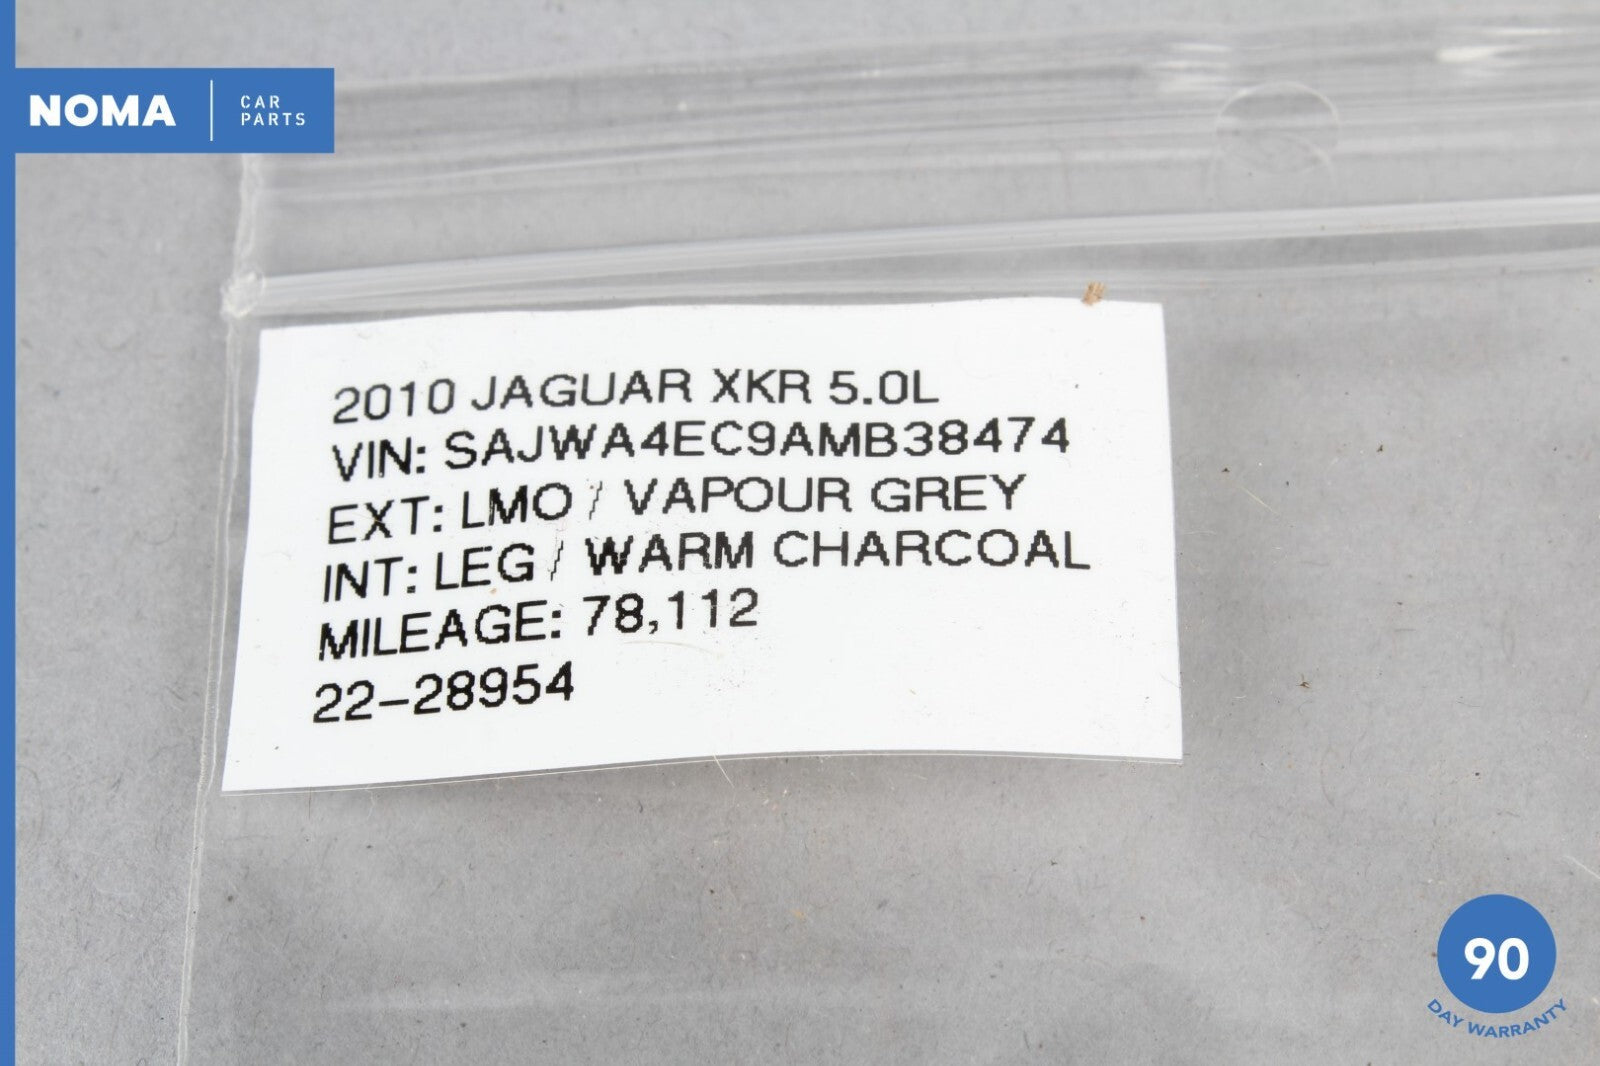 NOMA
CAR
PARTS
2010 JAGUAR XKR 5.0L
VIN: SAJWA4EC9AMB38474
EXT: LMO / VAPOUR GREY
INT: LEG / WARM CHARCOAL
MILEAGE: 78,112
22-28954
90
DAY WARRANTY